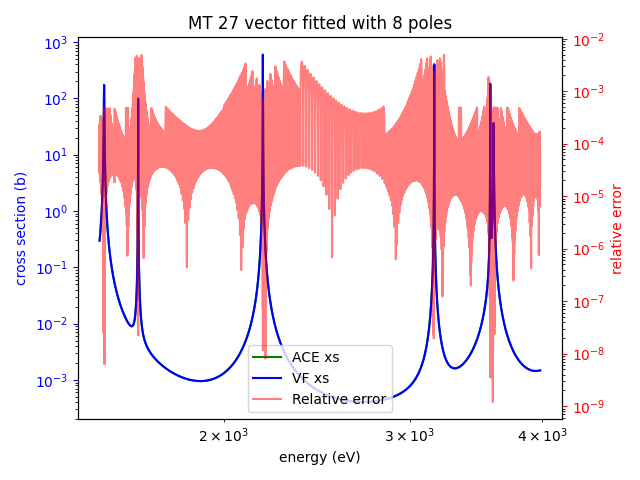 MT 27 vector fitted with 8 poles
10³
10²
10¹
10⁰
10⁻¹
10⁻²
10⁻³
cross section (b)
10⁻²
10⁻³
10⁻⁴
10⁻⁵
10⁻⁶
10⁻⁷
10⁻⁸
10⁻⁹
relative error
ACE xs
VF xs
Relative error
2 × 10³
3 × 10³
4 × 10³
energy (eV)